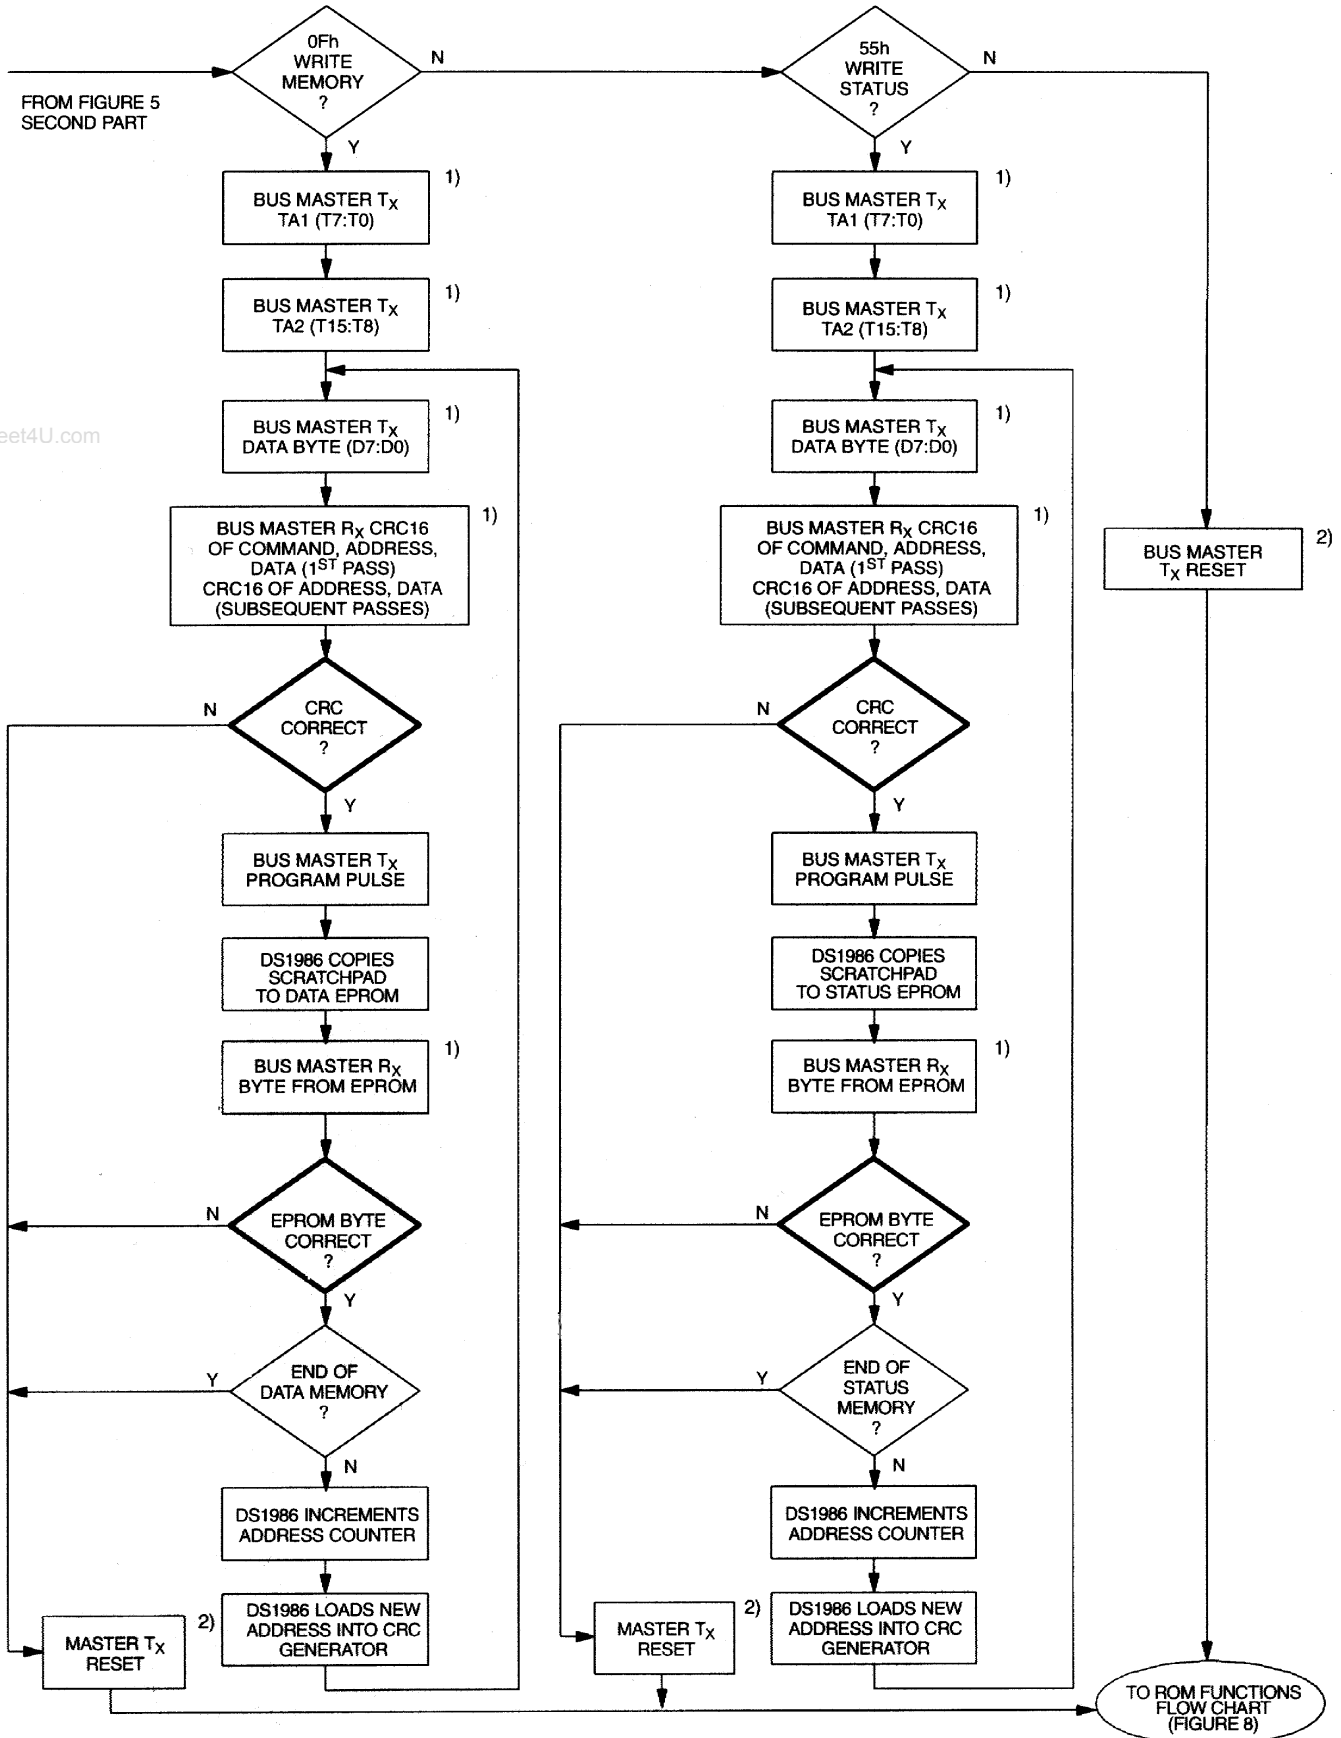 0Fh
WRITE
MEMORY
?
N
55h
WRITE
STATUS
?
N
FROM FIGURE 5
SECOND PART
Y
Y
BUS MASTER TX
TA1 (T7:T0)
1)
BUS MASTER TX
TA1 (T7:T0)
1)
BUS MASTER TX
TA2 (T15:T8)
1)
BUS MASTER TX
TA2 (T15:T8)
1)
eet4U.com
BUS MASTER TX
DATA BYTE (D7:D0)
1)
BUS MASTER TX
DATA BYTE (D7:D0)
1)
BUS MASTER RX CRC16
OF COMMAND, ADDRESS,
DATA (1ST PASS)
CRC16 OF ADDRESS, DATA
(SUBSEQUENT PASSES)
1)
BUS MASTER RX CRC16
OF COMMAND, ADDRESS,
DATA (1ST PASS)
CRC16 OF ADDRESS, DATA
(SUBSEQUENT PASSES)
1)
BUS MASTER
TX RESET
2)
N
CRC
CORRECT
?
Y
N
CRC
CORRECT
?
Y
BUS MASTER TX
PROGRAM PULSE
BUS MASTER TX
PROGRAM PULSE
DS1986 COPIES
SCRATCHPAD
TO DATA EPROM
DS1986 COPIES
SCRATCHPAD
TO STATUS EPROM
BUS MASTER RX
BYTE FROM EPROM
1)
BUS MASTER RX
BYTE FROM EPROM
1)
N
EPROM BYTE
CORRECT
?
Y
N
EPROM BYTE
CORRECT
?
Y
Y
END OF
DATA MEMORY
?
N
Y
END OF
STATUS
MEMORY
?
N
DS1986 INCREMENTS
ADDRESS COUNTER
DS1986 INCREMENTS
ADDRESS COUNTER
MASTER TX
RESET
2)
DS1986 LOADS NEW
ADDRESS INTO CRC
GENERATOR
MASTER TX
RESET
2)
DS1986 LOADS NEW
ADDRESS INTO CRC
GENERATOR
TO ROM FUNCTIONS
FLOW CHART
(FIGURE 8)